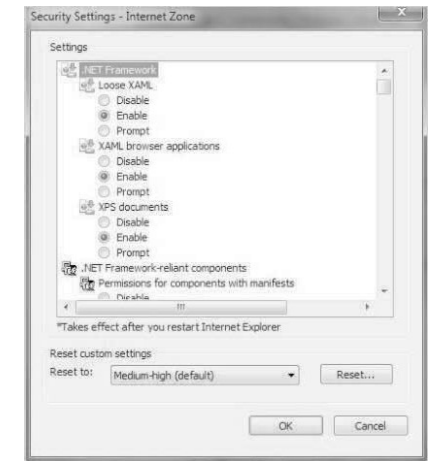 Security Settings - Internet Zone
Settings
.NET Framework
Loose XAML
Disable
Enable
Prompt
XAML browser applications
Disable
Enable
Prompt
XPS documents
Disable
Enable
Prompt
.NET Framework-reliant components
Permissions for components with manifests
Disable
*Takes effect after you restart Internet Explorer
Reset custom settings
Reset to: Medium-high (default) Reset...
OK Cancel